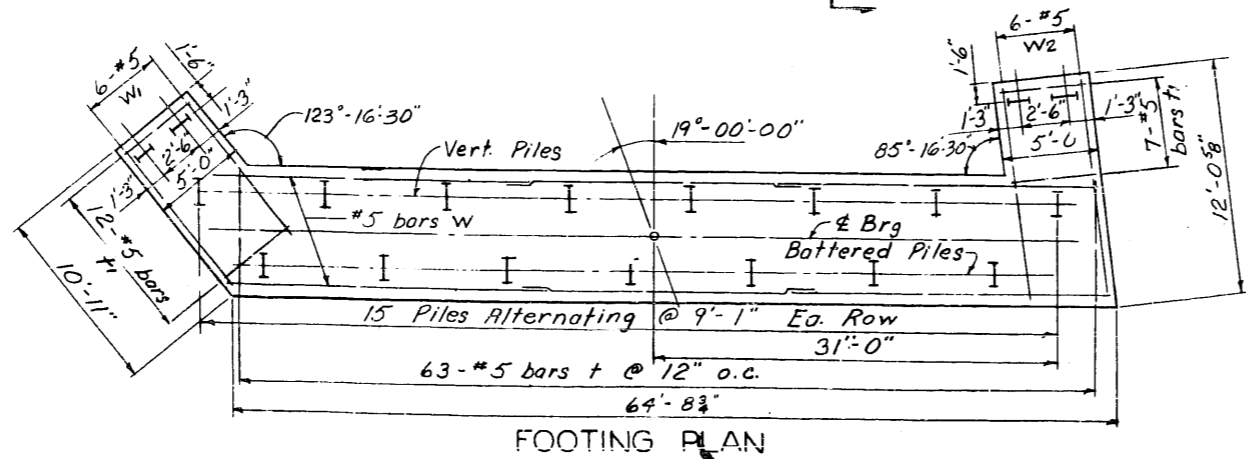 6-#5
W1
1'-6"
1'-3"
2'-6
5'-0"
1'-3"
12-#5 bars
t1
10'-11"
123°-16'30"
Vert. Piles
#5 bars W
19°-00'-00"
85°-16'30"
℄ Brg
Battered Piles
6-#5
W2
1'-6"
1'-3"
2'-6"
1'-3"
5'-0
7-#5
bars t1
12'-0 5/8"
15 Piles Alternating @ 9'-1" Ea. Row
31'-0"
63-#5 bars t @ 12" o.c.
64'-8 3/4"
FOOTING PLAN